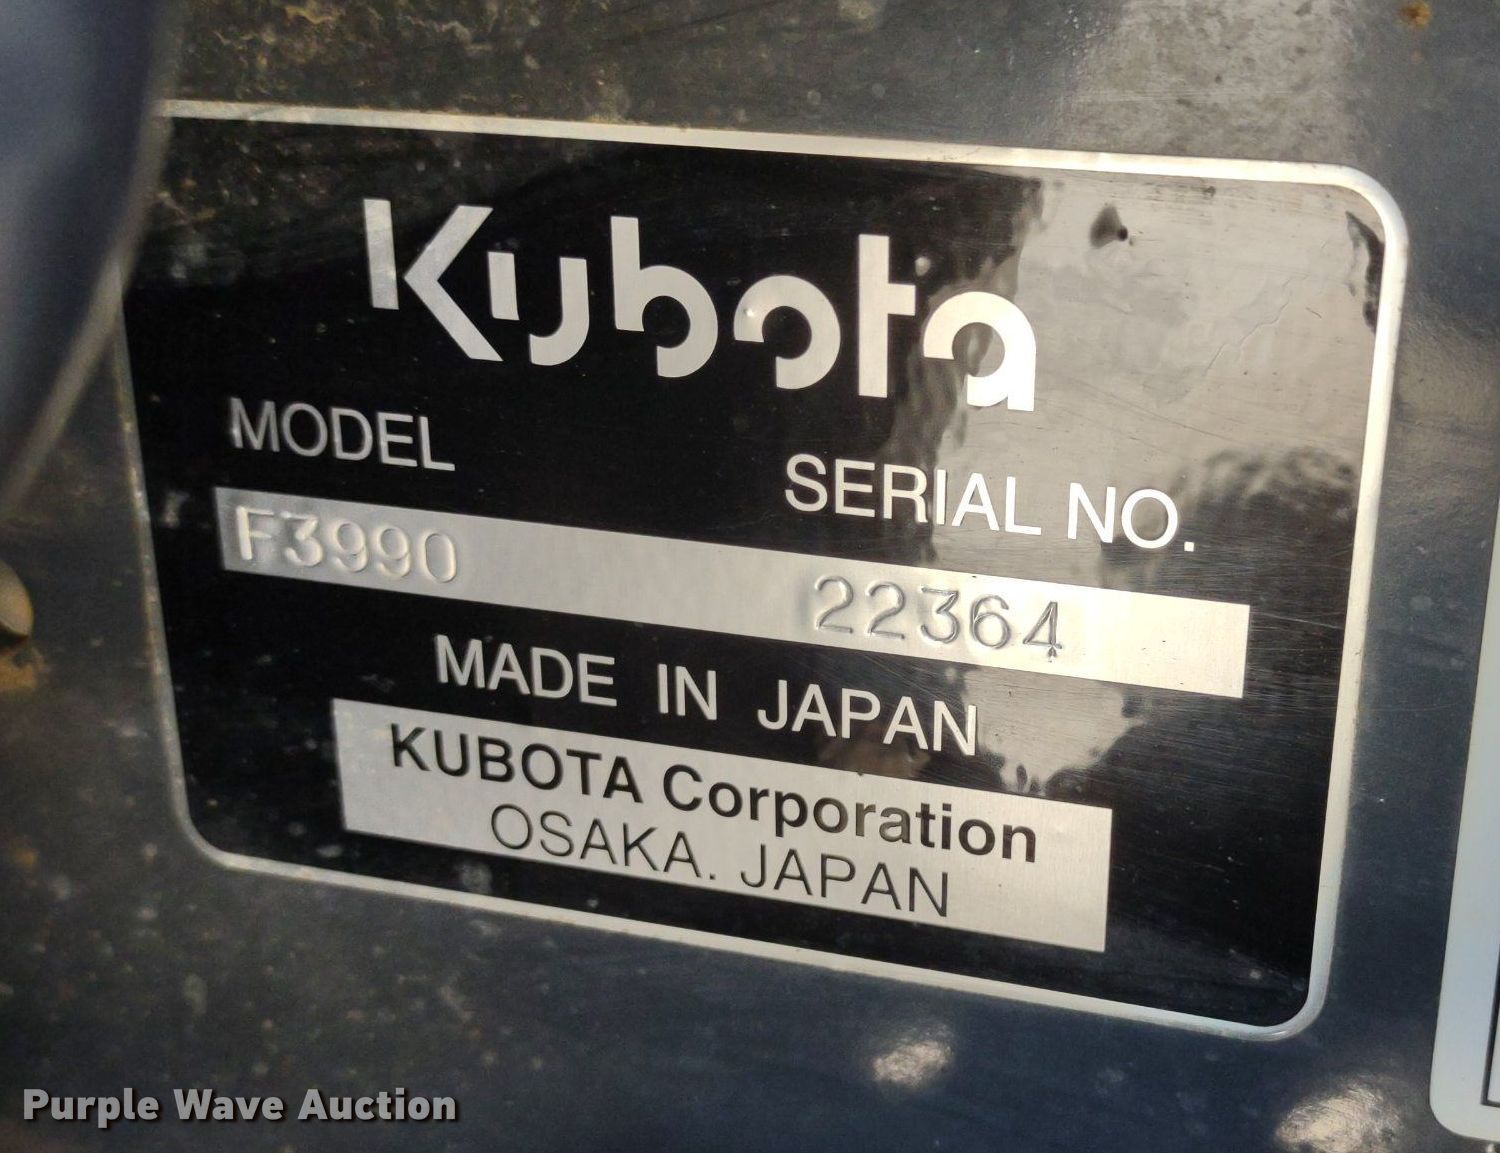 Kubota
MODEL
SERIAL NO.
F3990 22364
MADE IN JAPAN
KUBOTA Corporation
OSAKA. JAPAN
Purple Wave Auction